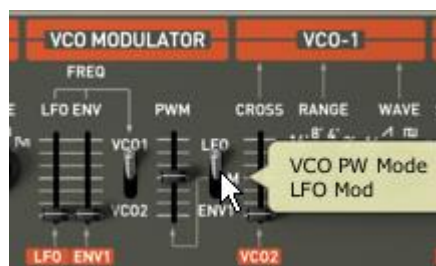 VCO MODULATOR
VCO-1
FREQ
LFO ENV
PWM
CROSS
RANGE
WAVE
VCO1
LFO
8'
VCO PW Mode
LFO Mod
M
VCO2
ENV1
LFO
ENV1
VCO2